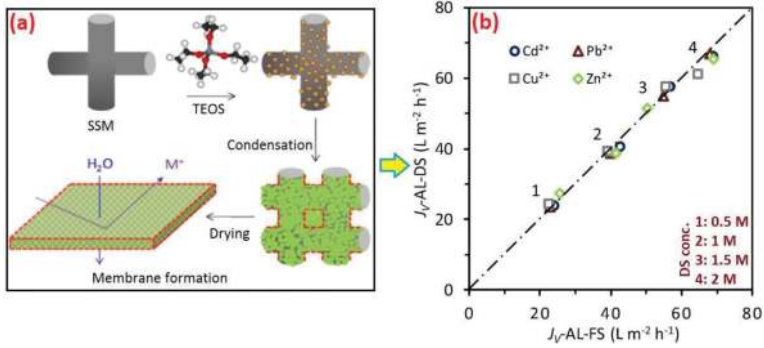 (a)
SSM
TEOS
Condensation
H₂O
M⁺
Drying
Membrane formation
(b)
Cd²⁺
Pb²⁺
Cu²⁺
Zn²⁺
80
60
40
20
0
0 20 40 60 80
1
2
3
4
J_V-AL-DS (L m⁻² h⁻¹)
J_V-AL-FS (L m⁻² h⁻¹)
DS conc.
1: 0.5 M
2: 1 M
3: 1.5 M
4: 2 M